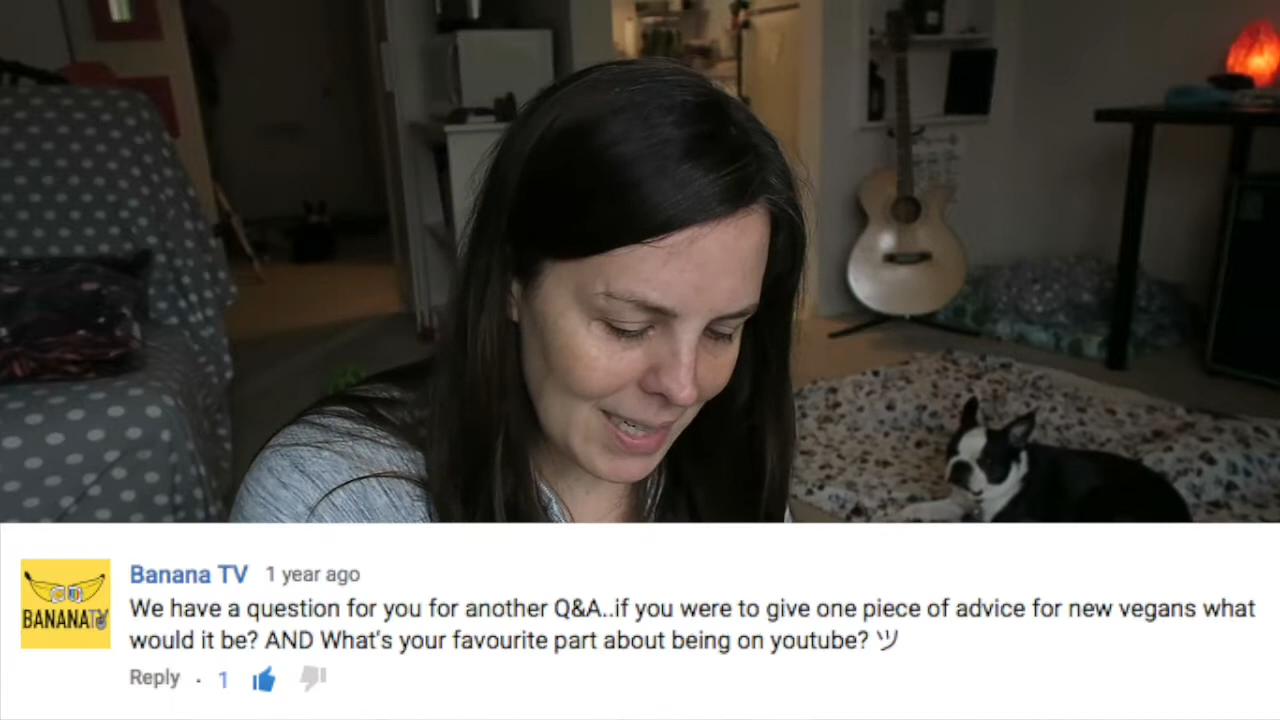 Banana TV 1 year ago
We have a question for you for another Q&A..if you were to give one piece of advice for new vegans what
would it be? AND What's your favourite part about being on youtube? ツ
BANANATV
Reply · 1